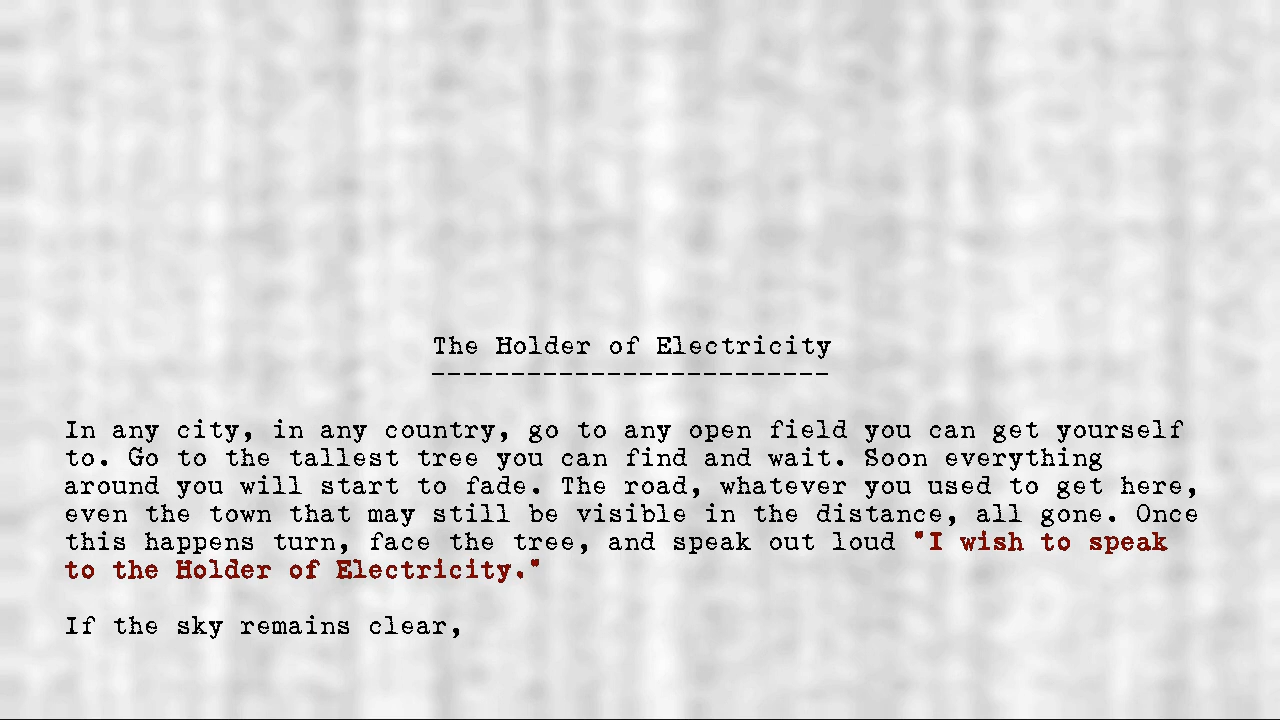 The Holder of Electricity
-------------------------
In any city, in any country, go to any open field you can get yourself
to. Go to the tallest tree you can find and wait. Soon everything
around you will start to fade. The road, whatever you used to get here,
even the town that may still be visible in the distance, all gone. Once
this happens turn, face the tree, and speak out loud "I wish to speak
to the Holder of Electricity."
If the sky remains clear,